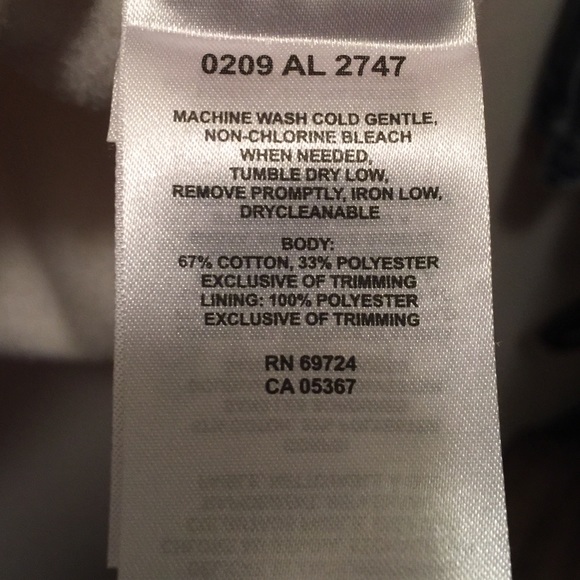 0209 AL 2747
MACHINE WASH COLD GENTLE,
NON-CHLORINE BLEACH
WHEN NEEDED,
TUMBLE DRY LOW,
REMOVE PROMPTLY, IRON LOW,
DRYCLEANABLE
BODY:
67% COTTON, 33% POLYESTER
EXCLUSIVE OF TRIMMING
LINING: 100% POLYESTER
EXCLUSIVE OF TRIMMING
RN 69724
CA 05367